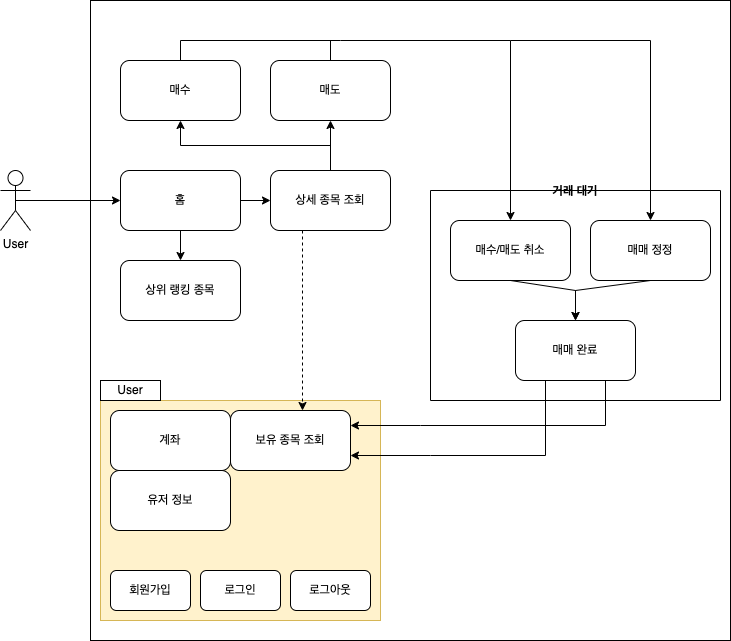 매수
매도
User
홈
상세 종목 조회
상위 랭킹 종목
거래 대기
매수/매도 취소
매매 정정
매매 완료
User
계좌
보유 종목 조회
유저 정보
회원가입
로그인
로그아웃